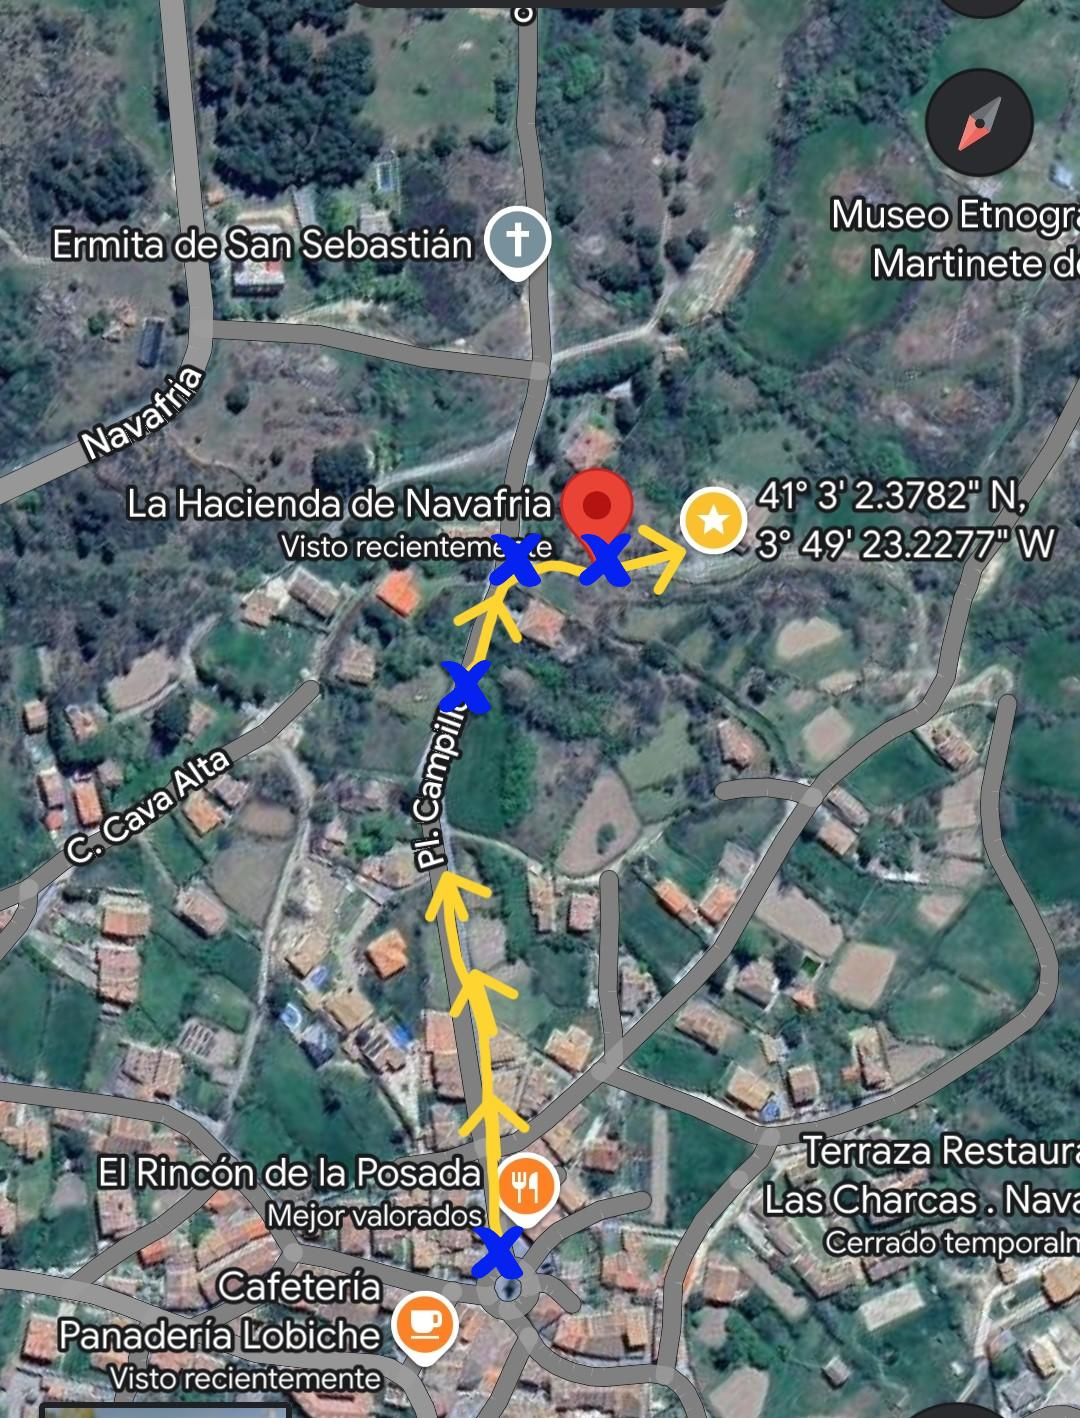 Museo Etnogra
Martinete d
Ermita de San Sebastián
Navafria
La Hacienda de Navafria
Visto recientemente
41° 3' 2.3782" N,
3° 49' 23.2277" W
Pl. Campillo
C. Cava Alta
El Rincón de la Posada
Mejor valorados
Terraza Restaura
Las Charcas . Nava
Cerrado temporalm
Cafetería
Panadería Lobiche
Visto recientemente